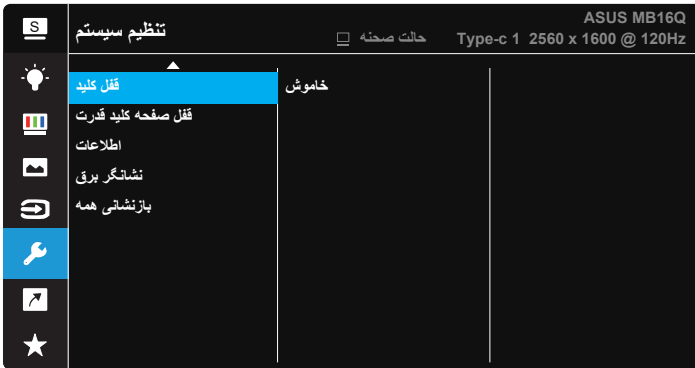 S
تنظیم سیستم
ASUS MB16Q
حالت صحنه
Type-c 1 2560 x 1600 @ 120Hz
قفل کلید
خاموش
قفل صفحه کلید قدرت
اطلاعات
نشانگر برق
بازنشانی همه